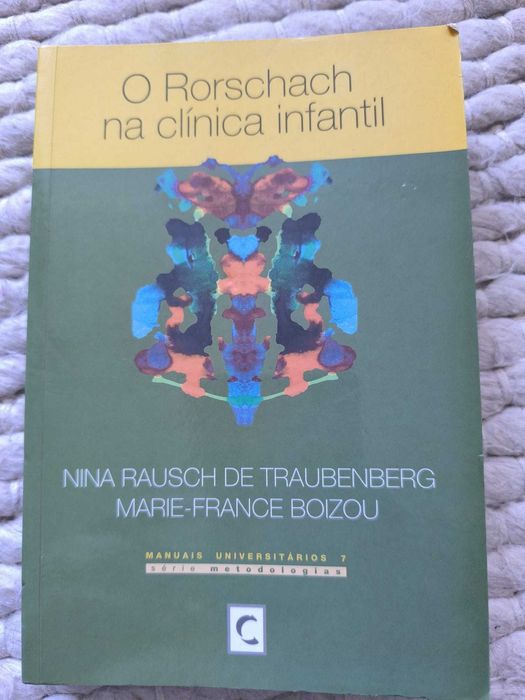 O Rorschach
na clínica infantil
NINA RAUSCH DE TRAUBENBERG
MARIE-FRANCE BOIZOU
MANUAIS UNIVERSITÁRIOS 7
série metodologias
C